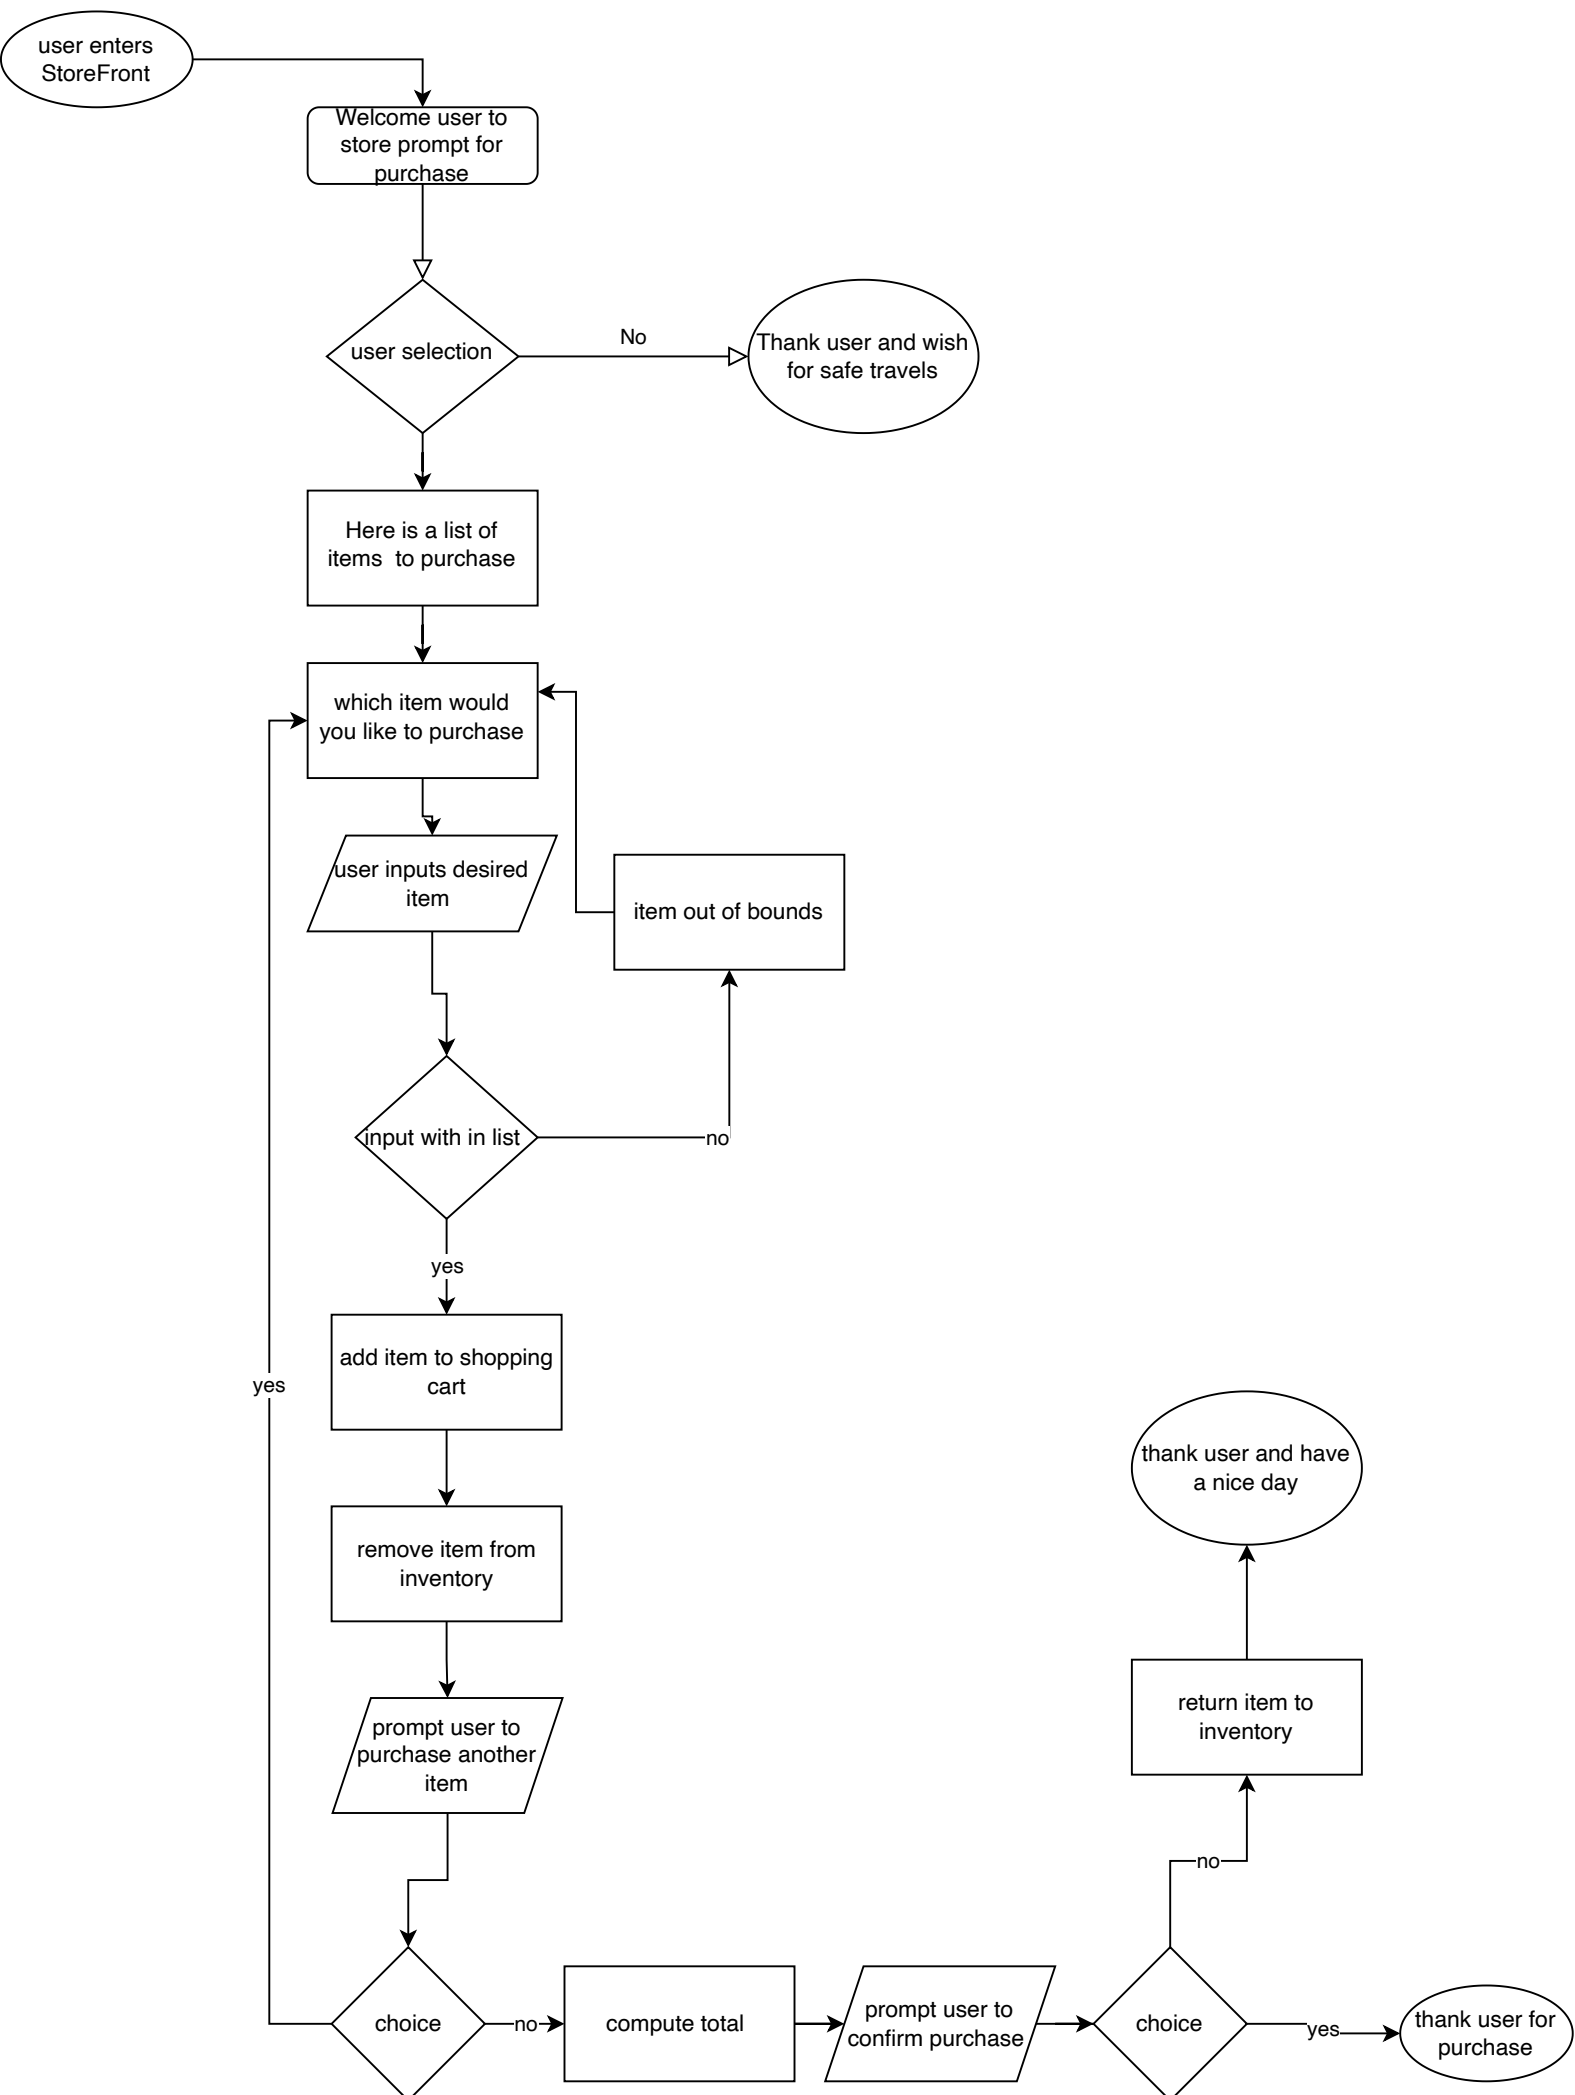 user enters
StoreFront
Welcome user to
store prompt for
purchase
user selection
No
Thank user and wish
for safe travels
Here is a list of
items  to purchase
which item would
you like to purchase
user inputs desired
item
item out of bounds
input with in list
no
yes
add item to shopping
cart
yes
remove item from
inventory
prompt user to
purchase another
item
choice
no
compute total
prompt user to
confirm purchase
choice
no
return item to
inventory
thank user and have
a nice day
yes
thank user for
purchase